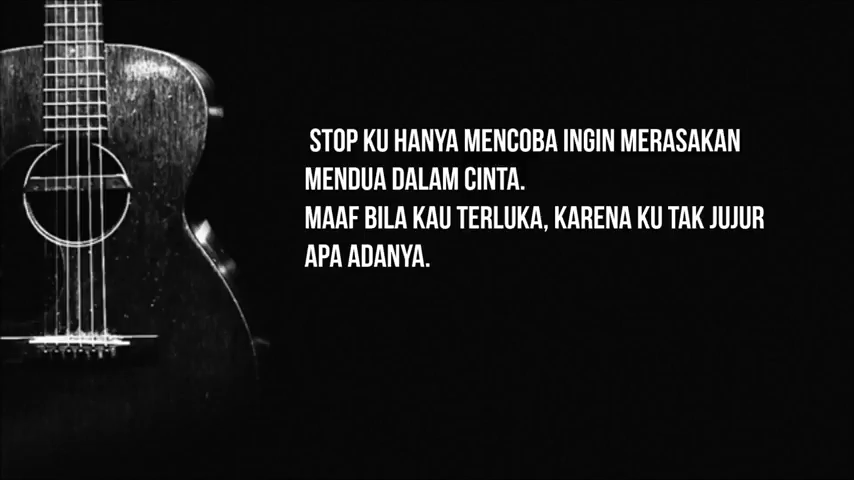 STOP KU HANYA MENCOBA INGIN MERASAKAN
MENDUA DALAM CINTA.
MAAF BILA KAU TERLUKA, KARENA KU TAK JUJUR
APA ADANYA.